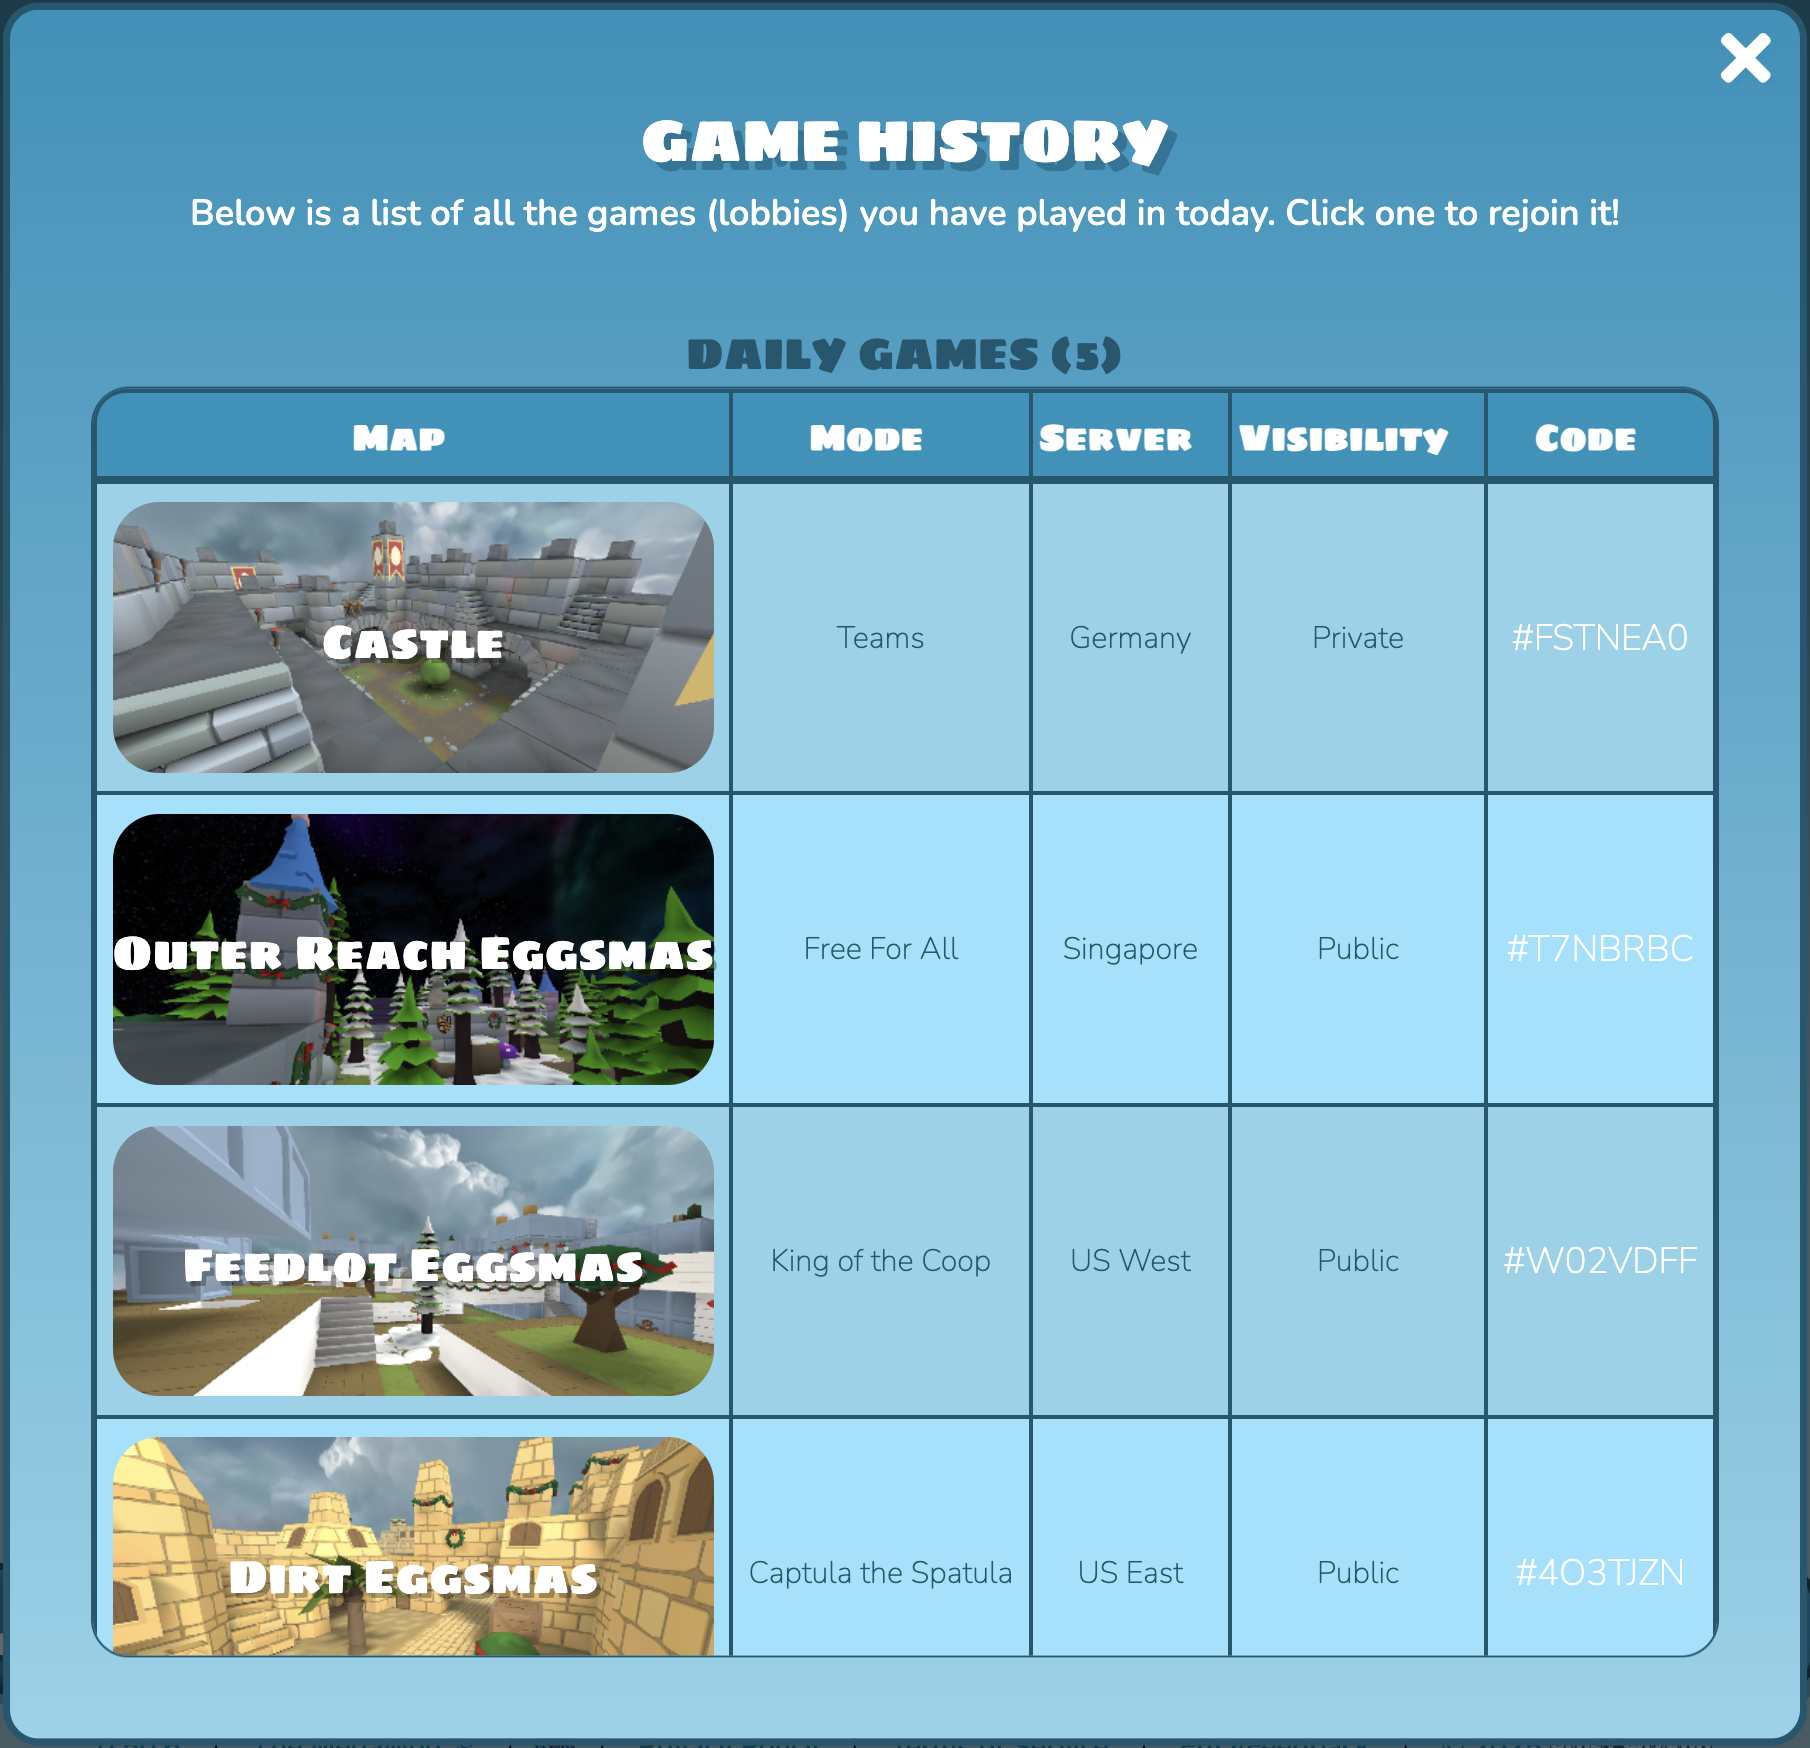 GAME HISTORY
Below is a list of all the games (lobbies) you have played in today. Click one to rejoin it!
DAILY GAMES (5)
Map Mode Server Visibility Code
Castle Teams Germany Private #FSTNEA0
Outer Reach Eggsmas Free For All Singapore Public #T7NBRBC
Feedlot Eggsmas King of the Coop US West Public #W02VDFF
Dirt Eggsmas Captula the Spatula US East Public #4O3TJZN